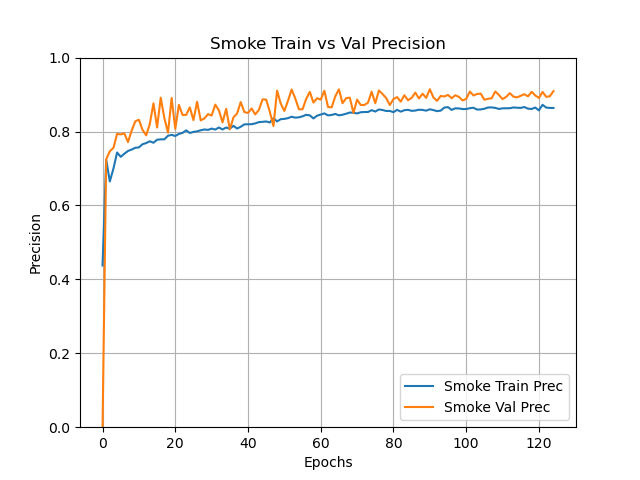 Smoke Train vs Val Precision
1.0
0.8
0.6
0.4
0.2
0.0
Precision
0 20 40 60 80 100 120
Epochs
Smoke Train Prec
Smoke Val Prec